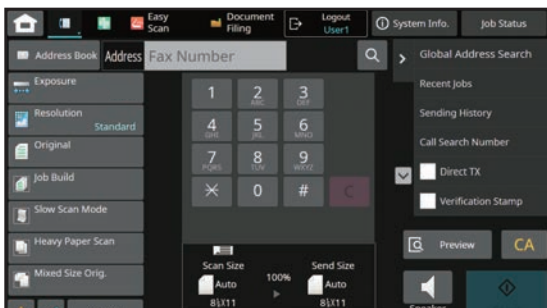 Easy
Scan
Document
Filing
Logout
User1
System Info.
Job Status
Address Book
Address
Fax Number
Global Address Search
Exposure
Recent Jobs
Resolution
Standard
Sending History
Original
Call Search Number
Job Build
Direct TX
Slow Scan Mode
Verification Stamp
Heavy Paper Scan
Mixed Size Orig.
1
2 ABC
3 DEF
4 GHI
5 JKL
6 MNO
7 PQRS
8 TUV
9 WXYZ
0
#
C
Preview
CA
Scan Size
Send Size
Auto
100%
Auto
8½X11
8½X11
Speaker